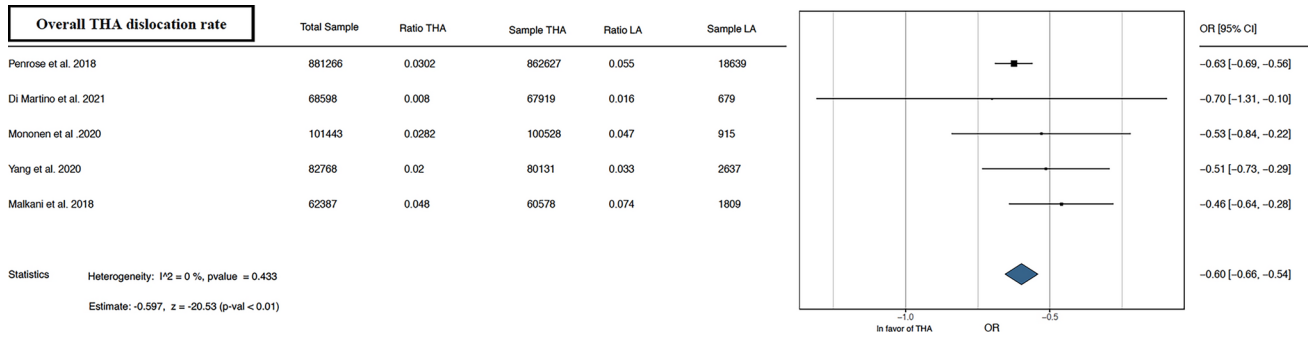 Overall THA dislocation rate
Total Sample Ratio THA Sample THA Ratio LA Sample LA OR [95% CI]
Penrose et al. 2018 881266 0.0302 862627 0.055 18639 −0.63 [−0.69, −0.56]
Di Martino et al. 2021 68598 0.008 67919 0.016 679 −0.70 [−1.31, −0.10]
Mononen et al .2020 101443 0.0282 100528 0.047 915 −0.53 [−0.84, −0.22]
Yang et al. 2020 82768 0.02 80131 0.033 2637 −0.51 [−0.73, −0.29]
Malkani et al. 2018 62387 0.048 60578 0.074 1809 −0.46 [−0.64, −0.28]
Statistics Heterogeneity: I^2 = 0 %, pvalue = 0.433 −0.60 [−0.66, −0.54]
Estimate: -0.597, z = -20.53 (p-val < 0.01)
−1.0 −0.5
In favor of THA OR